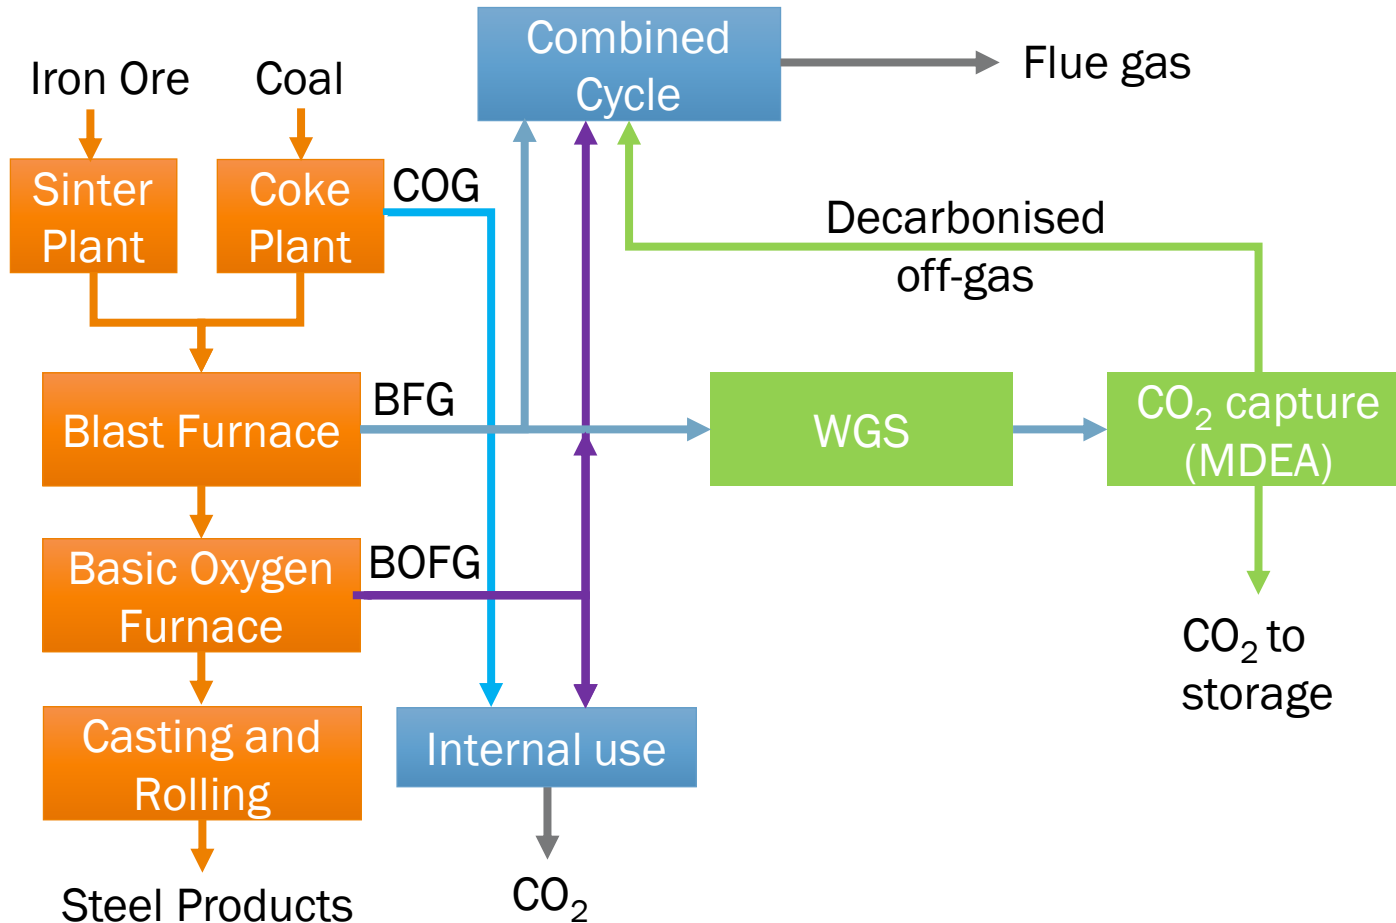 Combined
Cycle
Flue gas
Iron Ore
Coal
Sinter
Plant
Coke
Plant
COG
Decarbonised
off-gas
Blast Furnace
BFG
WGS
CO₂ capture
(MDEA)
Basic Oxygen
Furnace
BOFG
CO₂ to
storage
Casting and
Rolling
Internal use
Steel Products
CO₂